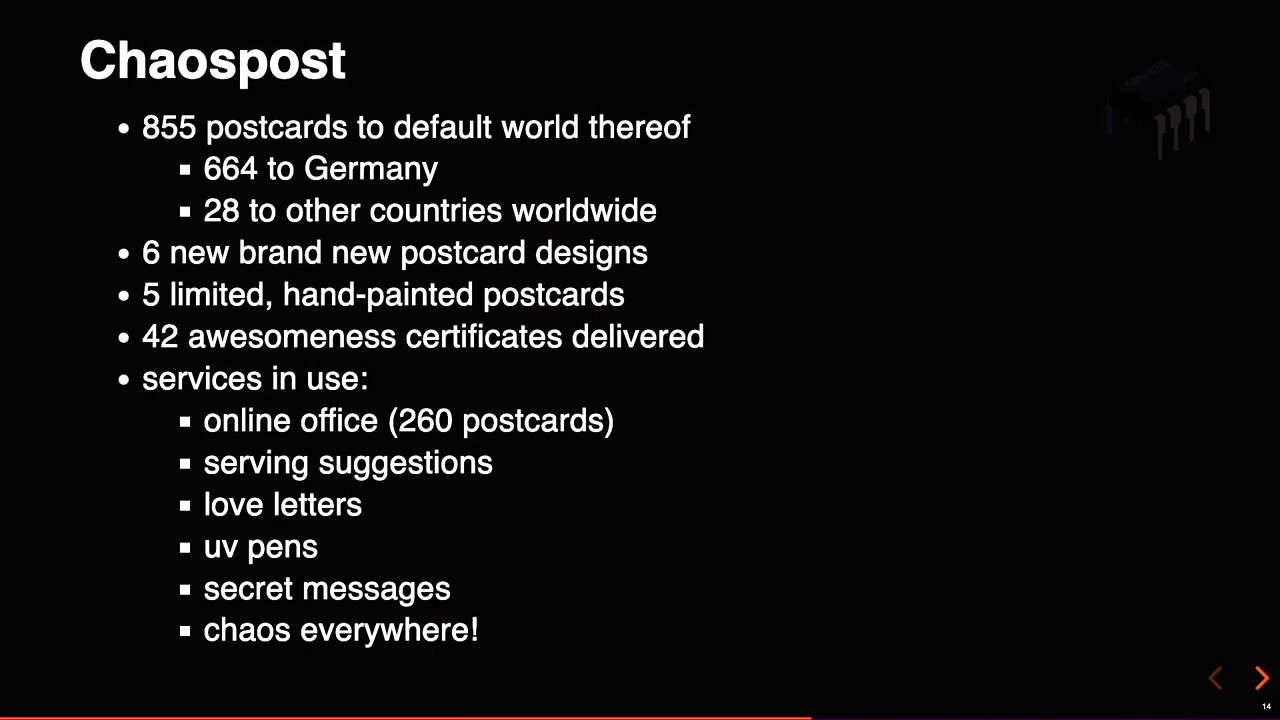 Chaospost
• 855 postcards to default world thereof
▪ 664 to Germany
▪ 28 to other countries worldwide
• 6 new brand new postcard designs
• 5 limited, hand-painted postcards
• 42 awesomeness certificates delivered
• services in use:
▪ online office (260 postcards)
▪ serving suggestions
▪ love letters
▪ uv pens
▪ secret messages
▪ chaos everywhere!
14